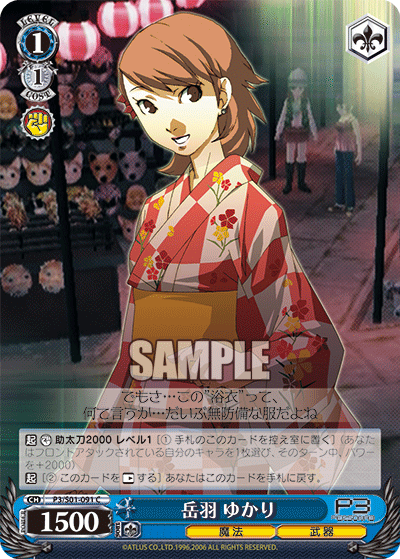 LEVEL
1
1
COST
SAMPLE
でもさ…この"浴衣"って、
何て言うか…だいぶ無防備な服だよね
助太刀2000 レベル1 [① 手札のこのカードを控え室に置く] (あなた
はフロントアタックされている自分のキャラを1枚選び、そのターン中、パワー
を+2000)
[② このカードを する] あなたはこのカードを手札に戻す。
CH P3/S01-091 C
1500
岳羽 ゆかり
P3
魔法 武器
©ATLUS CO.,LTD.1996,2006 ALL RIGHTS RESERVED.